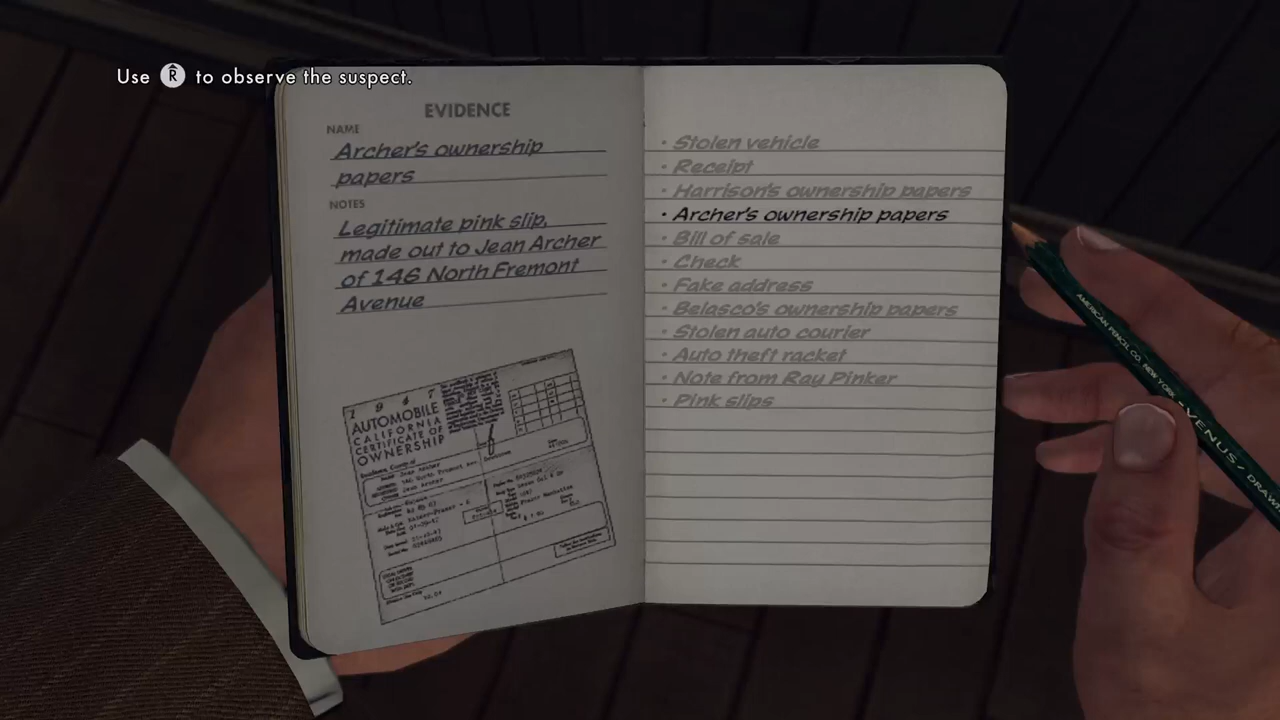 Use R to observe the suspect.
EVIDENCE
NAME
Archer's ownership
papers
NOTES
Legitimate pink slip,
made out to Jean Archer
of 146 North Fremont
Avenue
1947
AUTOMOBILE
CALIFORNIA
CERTIFICATE OF
OWNERSHIP
• Stolen vehicle
• Receipt
• Harrison's ownership papers
• Archer's ownership papers
• Bill of sale
• Check
• Fake address
• Belasco's ownership papers
• Stolen auto courier
• Auto theft racket
• Note from Ray Pinker
• Pink slips
AMERICAN PENCIL CO. NEW YORK
VENUS